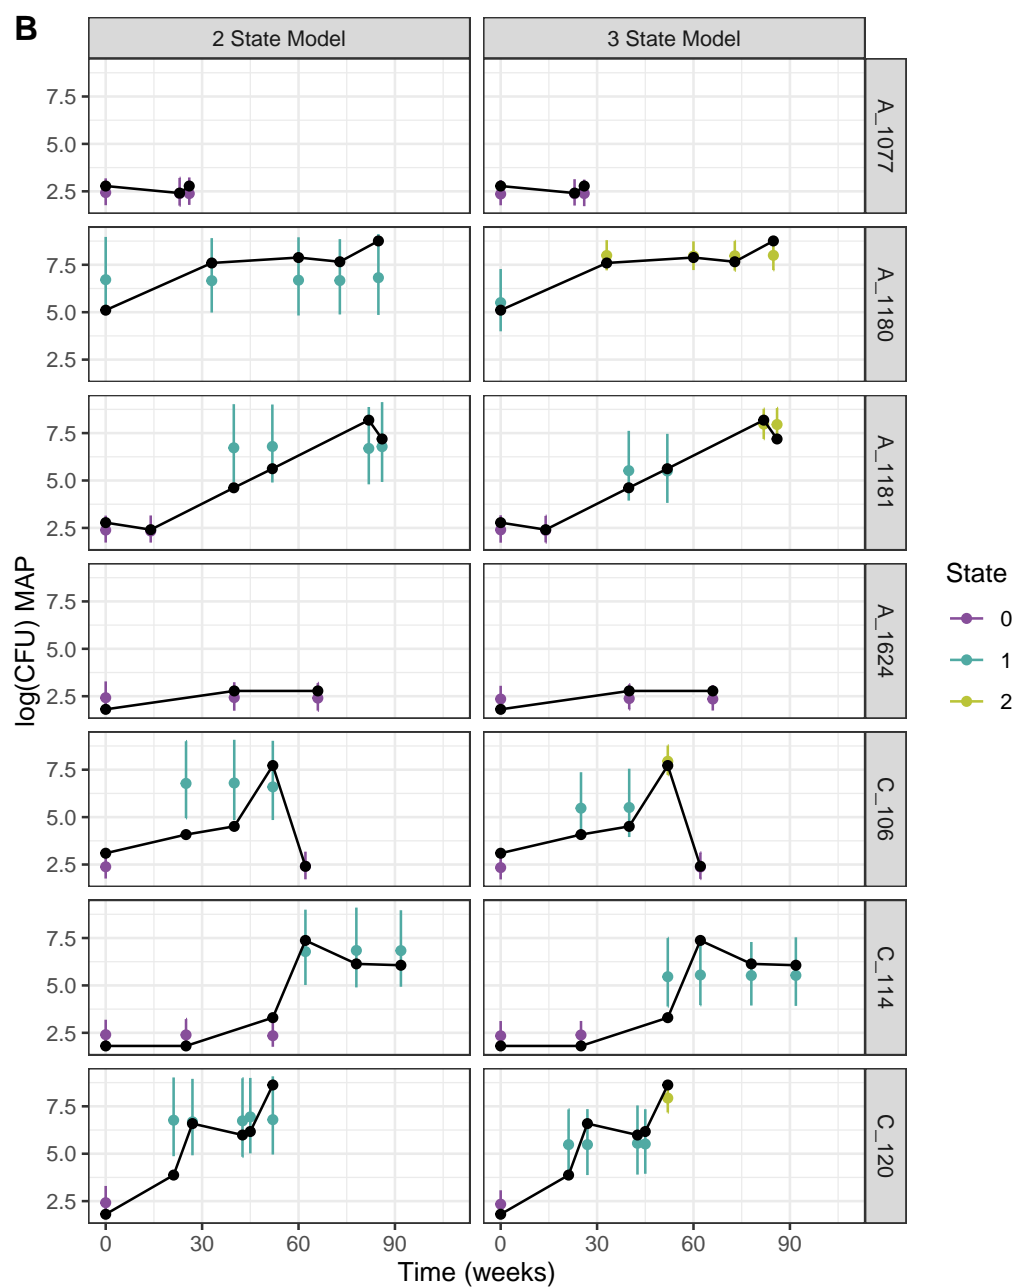 B
2 State Model
3 State Model
7.5
5.0
2.5
A_1077
7.5
5.0
2.5
A_1180
7.5
5.0
2.5
A_1181
7.5
5.0
2.5
A_1624
7.5
5.0
2.5
C_106
7.5
5.0
2.5
C_114
7.5
5.0
2.5
C_120
log(CFU) MAP
0 30 60 90 0 30 60 90
Time (weeks)
State
0
1
2